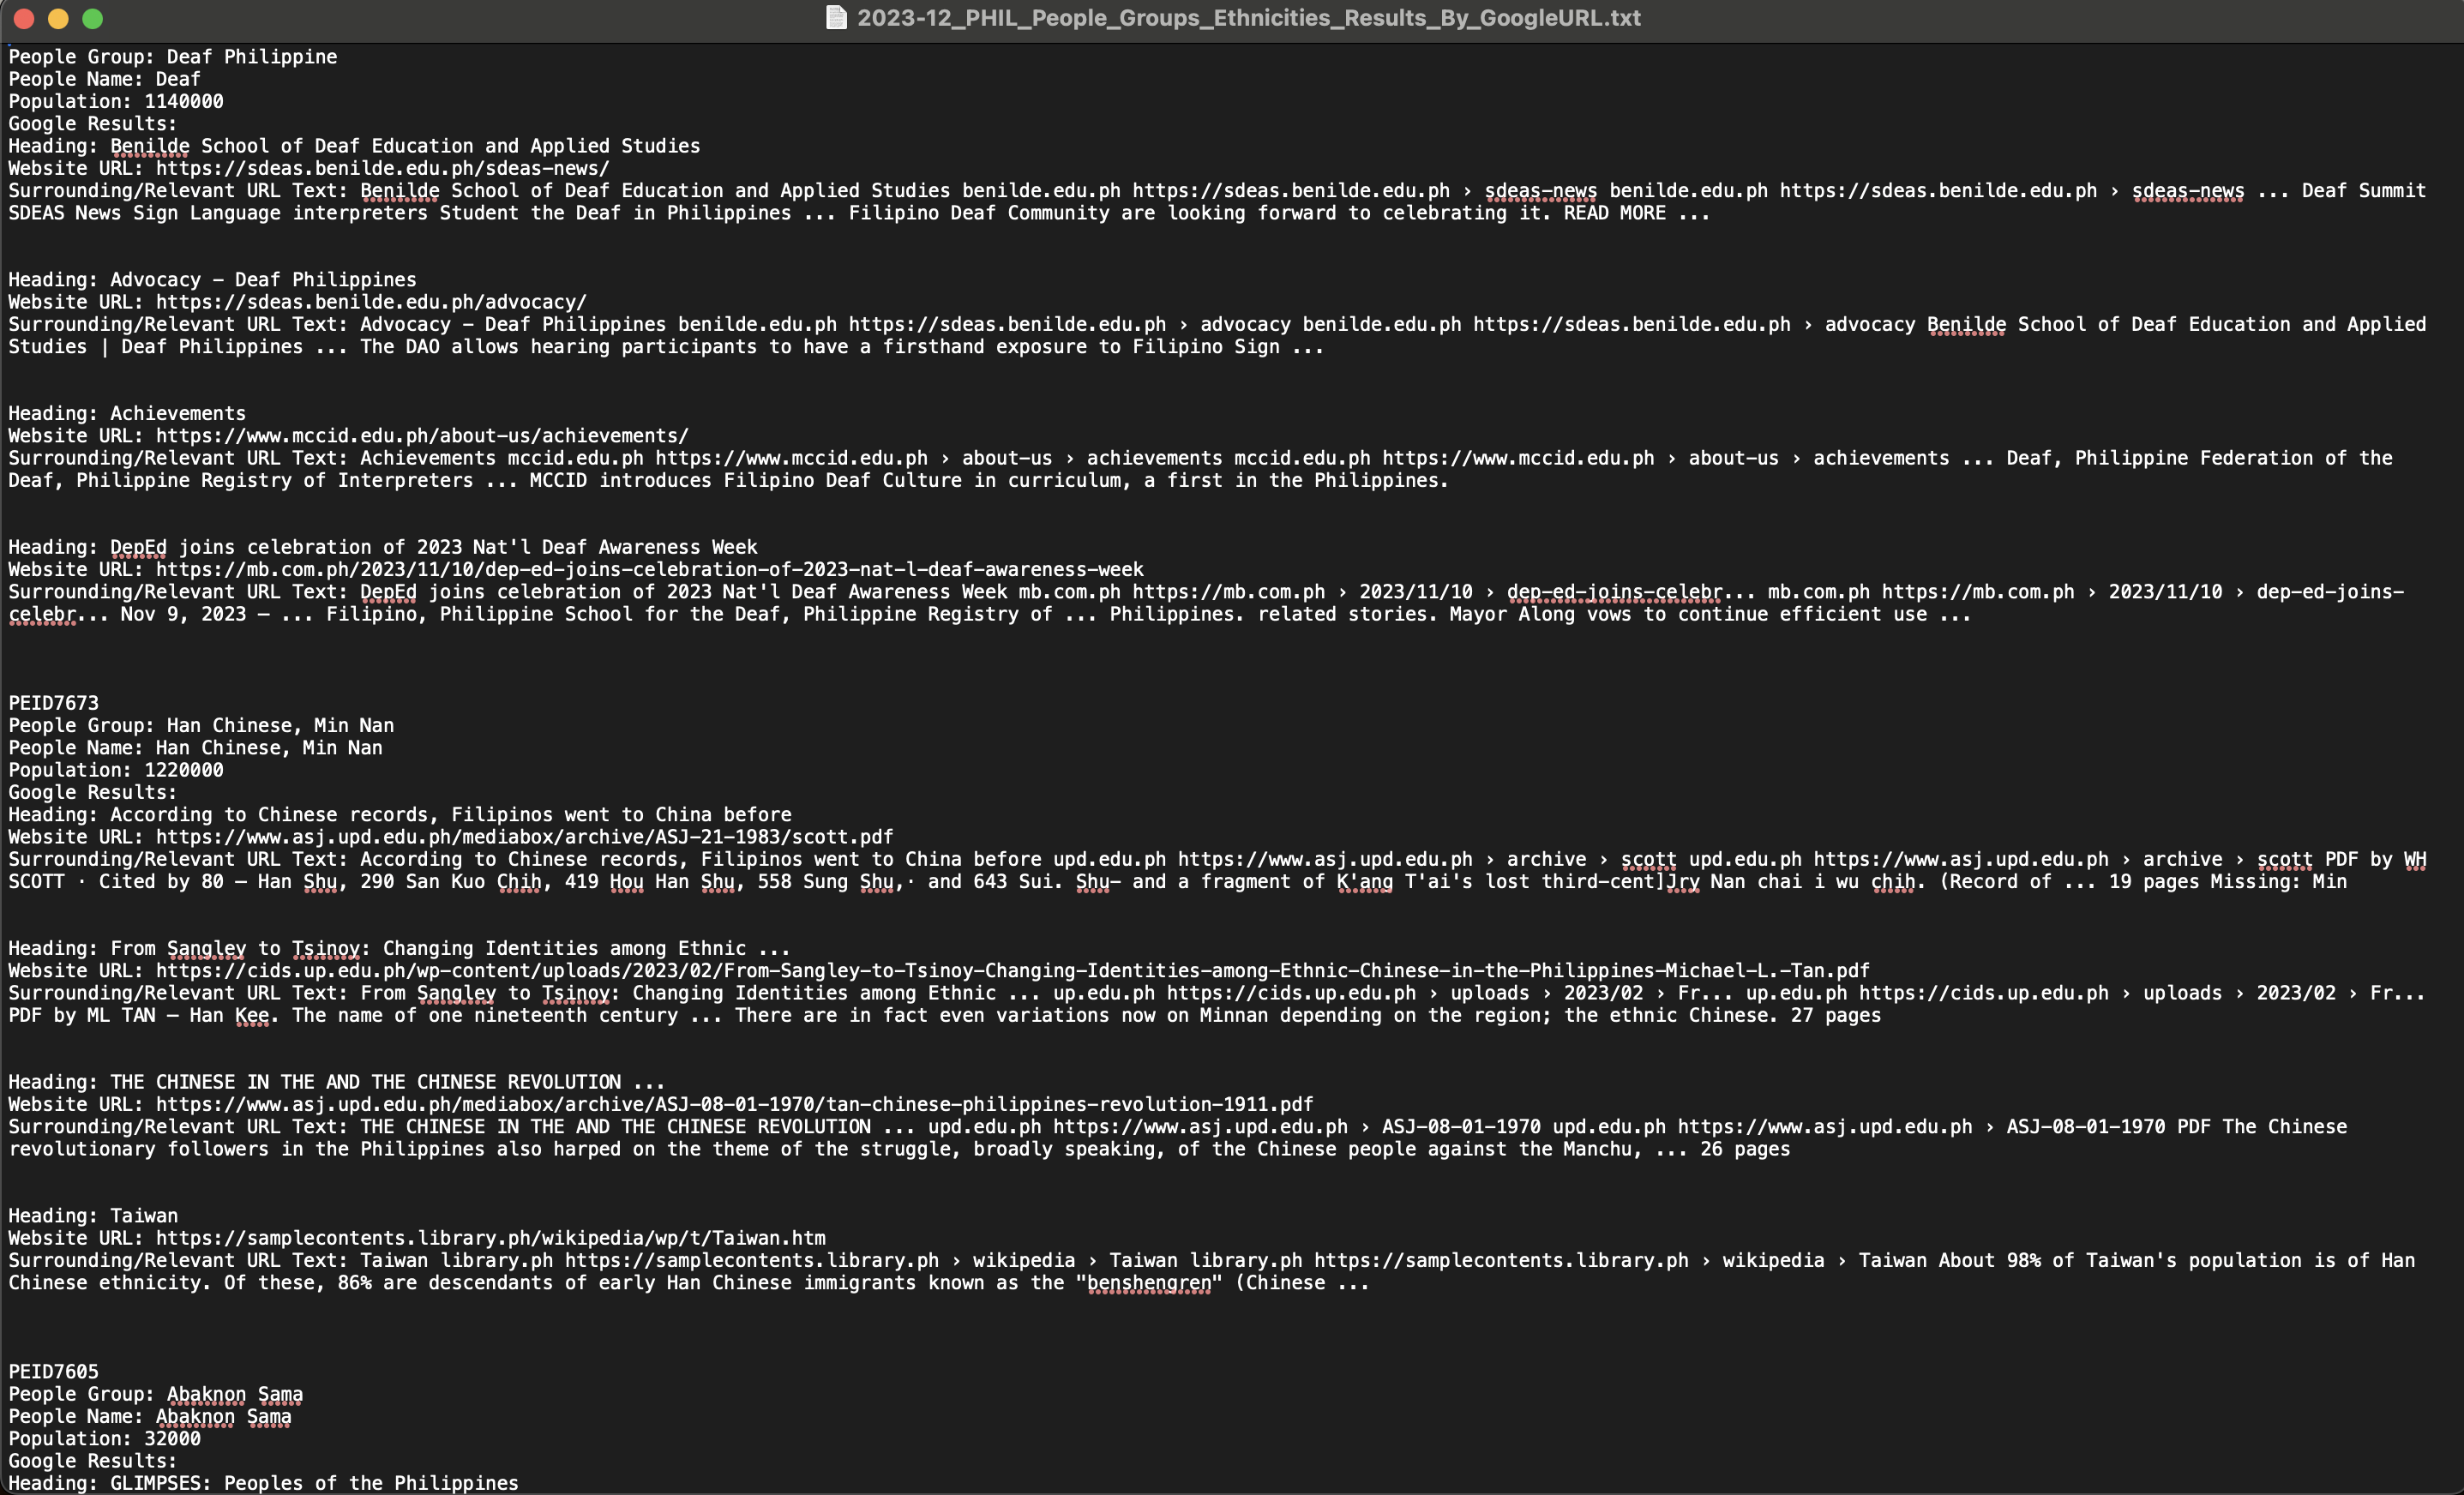 2023-12_PHIL_People_Groups_Ethnicities_Results_By_GoogleURL.txt
People Group: Deaf Philippine
People Name: Deaf
Population: 1140000
Google Results:
Heading: Benilde School of Deaf Education and Applied Studies
Website URL: https://sdeas.benilde.edu.ph/sdeas-news/
Surrounding/Relevant URL Text: Benilde School of Deaf Education and Applied Studies benilde.edu.ph https://sdeas.benilde.edu.ph › sdeas-news benilde.edu.ph https://sdeas.benilde.edu.ph › sdeas-news ... Deaf Summit
SDEAS News Sign Language interpreters Student the Deaf in Philippines ... Filipino Deaf Community are looking forward to celebrating it. READ MORE ...
Heading: Advocacy – Deaf Philippines
Website URL: https://sdeas.benilde.edu.ph/advocacy/
Surrounding/Relevant URL Text: Advocacy – Deaf Philippines benilde.edu.ph https://sdeas.benilde.edu.ph › advocacy benilde.edu.ph https://sdeas.benilde.edu.ph › advocacy Benilde School of Deaf Education and Applied
Studies | Deaf Philippines ... The DAO allows hearing participants to have a firsthand exposure to Filipino Sign ...
Heading: Achievements
Website URL: https://www.mccid.edu.ph/about-us/achievements/
Surrounding/Relevant URL Text: Achievements mccid.edu.ph https://www.mccid.edu.ph › about-us › achievements mccid.edu.ph https://www.mccid.edu.ph › about-us › achievements ... Deaf, Philippine Federation of the
Deaf, Philippine Registry of Interpreters ... MCCID introduces Filipino Deaf Culture in curriculum, a first in the Philippines.
Heading: DepEd joins celebration of 2023 Nat'l Deaf Awareness Week
Website URL: https://mb.com.ph/2023/11/10/dep-ed-joins-celebration-of-2023-nat-l-deaf-awareness-week
Surrounding/Relevant URL Text: DepEd joins celebration of 2023 Nat'l Deaf Awareness Week mb.com.ph https://mb.com.ph › 2023/11/10 › dep-ed-joins-celebr... mb.com.ph https://mb.com.ph › 2023/11/10 › dep-ed-joins-
celebr... Nov 9, 2023 — ... Filipino, Philippine School for the Deaf, Philippine Registry of ... Philippines. related stories. Mayor Along vows to continue efficient use ...
PEID7673
People Group: Han Chinese, Min Nan
People Name: Han Chinese, Min Nan
Population: 1220000
Google Results:
Heading: According to Chinese records, Filipinos went to China before
Website URL: https://www.asj.upd.edu.ph/mediabox/archive/ASJ-21-1983/scott.pdf
Surrounding/Relevant URL Text: According to Chinese records, Filipinos went to China before upd.edu.ph https://www.asj.upd.edu.ph › archive › scott upd.edu.ph https://www.asj.upd.edu.ph › archive › scott PDF by WH
SCOTT · Cited by 80 — Han Shu, 290 San Kuo Chih, 419 Hou Han Shu, 558 Sung Shu,· and 643 Sui. Shu- and a fragment of K'ang T'ai's lost third-cent]Jry Nan chai i wu chih. (Record of ... 19 pages Missing: Min
Heading: From Sangley to Tsinoy: Changing Identities among Ethnic ...
Website URL: https://cids.up.edu.ph/wp-content/uploads/2023/02/From-Sangley-to-Tsinoy-Changing-Identities-among-Ethnic-Chinese-in-the-Philippines-Michael-L.-Tan.pdf
Surrounding/Relevant URL Text: From Sangley to Tsinoy: Changing Identities among Ethnic ... up.edu.ph https://cids.up.edu.ph › uploads › 2023/02 › Fr... up.edu.ph https://cids.up.edu.ph › uploads › 2023/02 › Fr...
PDF by ML TAN — Han Kee. The name of one nineteenth century ... There are in fact even variations now on Minnan depending on the region; the ethnic Chinese. 27 pages
Heading: THE CHINESE IN THE AND THE CHINESE REVOLUTION ...
Website URL: https://www.asj.upd.edu.ph/mediabox/archive/ASJ-08-01-1970/tan-chinese-philippines-revolution-1911.pdf
Surrounding/Relevant URL Text: THE CHINESE IN THE AND THE CHINESE REVOLUTION ... upd.edu.ph https://www.asj.upd.edu.ph › ASJ-08-01-1970 upd.edu.ph https://www.asj.upd.edu.ph › ASJ-08-01-1970 PDF The Chinese
revolutionary followers in the Philippines also harped on the theme of the struggle, broadly speaking, of the Chinese people against the Manchu, ... 26 pages
Heading: Taiwan
Website URL: https://samplecontents.library.ph/wikipedia/wp/t/Taiwan.htm
Surrounding/Relevant URL Text: Taiwan library.ph https://samplecontents.library.ph › wikipedia › Taiwan library.ph https://samplecontents.library.ph › wikipedia › Taiwan About 98% of Taiwan's population is of Han
Chinese ethnicity. Of these, 86% are descendants of early Han Chinese immigrants known as the "benshengren" (Chinese ...
PEID7605
People Group: Abaknon Sama
People Name: Abaknon Sama
Population: 32000
Google Results:
Heading: GLIMPSES: Peoples of the Philippines